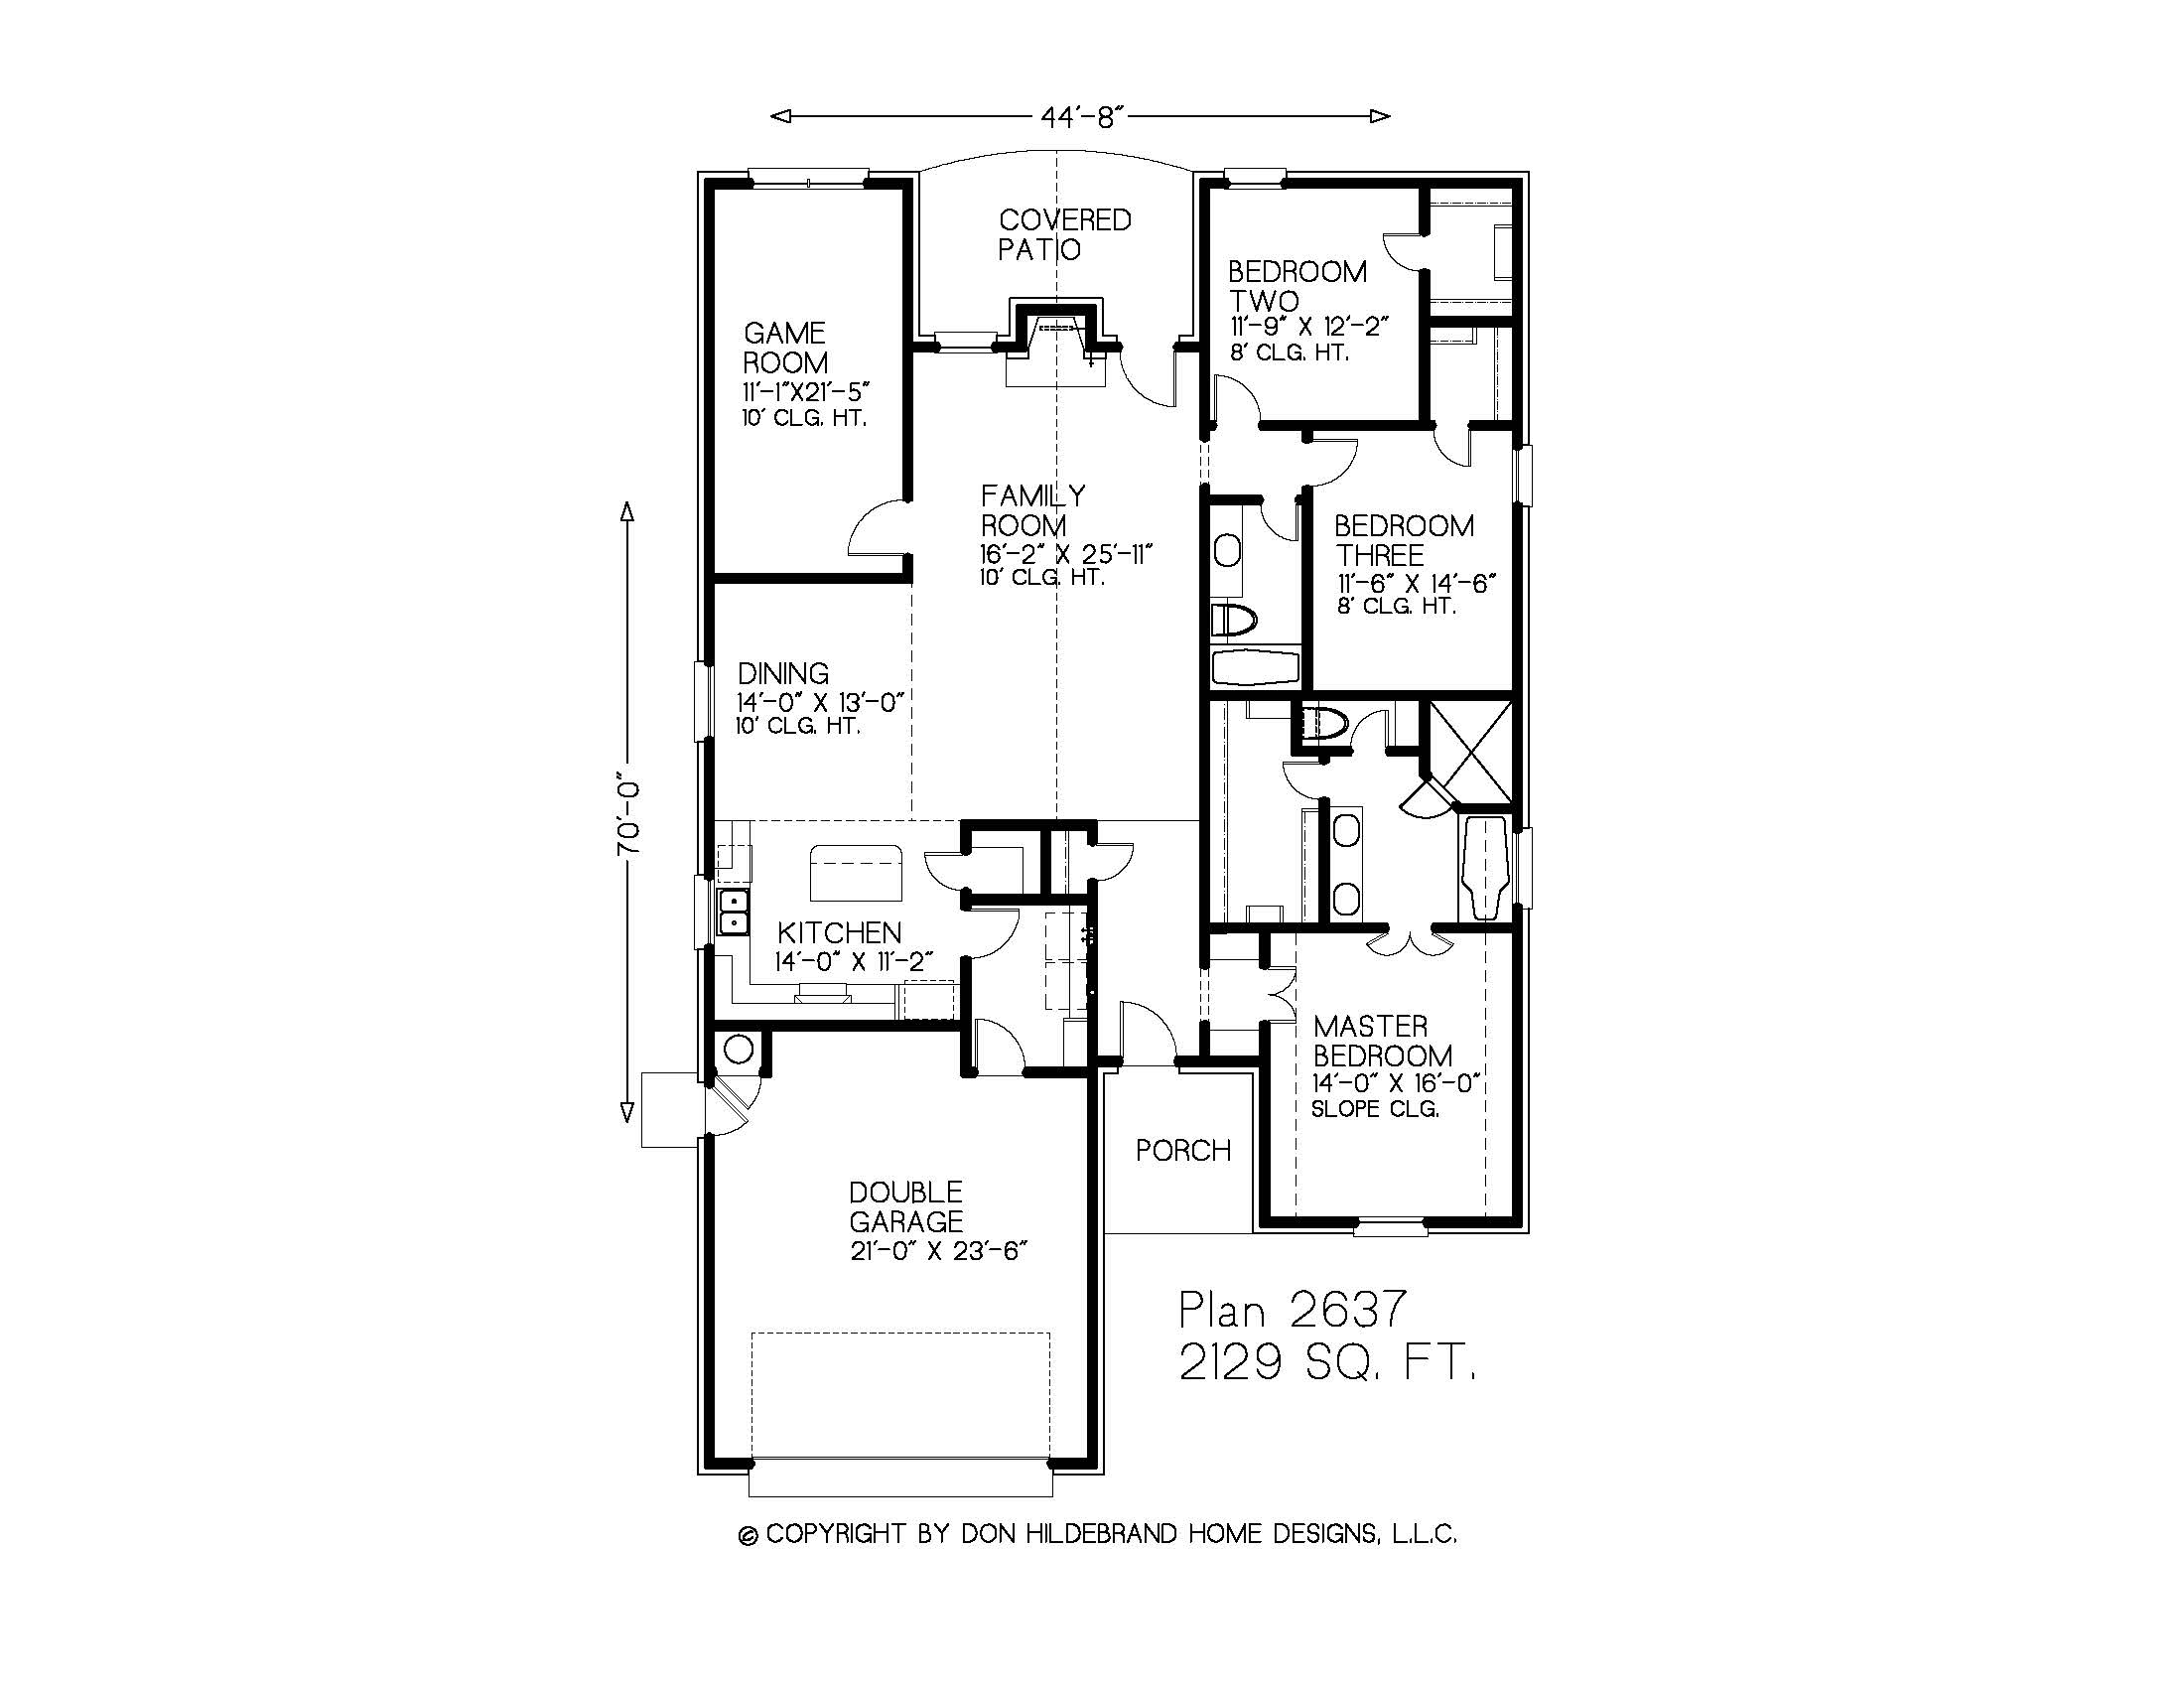 44'-8"
COVERED
PATIO
BEDROOM
TWO
11'-9" X 12'-2"
8' CLG. HT.
GAME
ROOM
11'-1"X21'-5"
10' CLG. HT.
FAMILY
ROOM
16'-2" X 25'-11"
10' CLG. HT.
BEDROOM
THREE
11'-6" X 14'-6"
8' CLG. HT.
DINING
14'-0" X 13'-0"
10' CLG. HT.
70'-0"
KITCHEN
14'-0" X 11'-2"
MASTER
BEDROOM
14'-0" X 16'-0"
SLOPE CLG.
PORCH
DOUBLE
GARAGE
21'-0" X 23'-6"
Plan 2637
2129 SQ. FT.
© COPYRIGHT BY DON HILDEBRAND HOME DESIGNS, L.L.C.